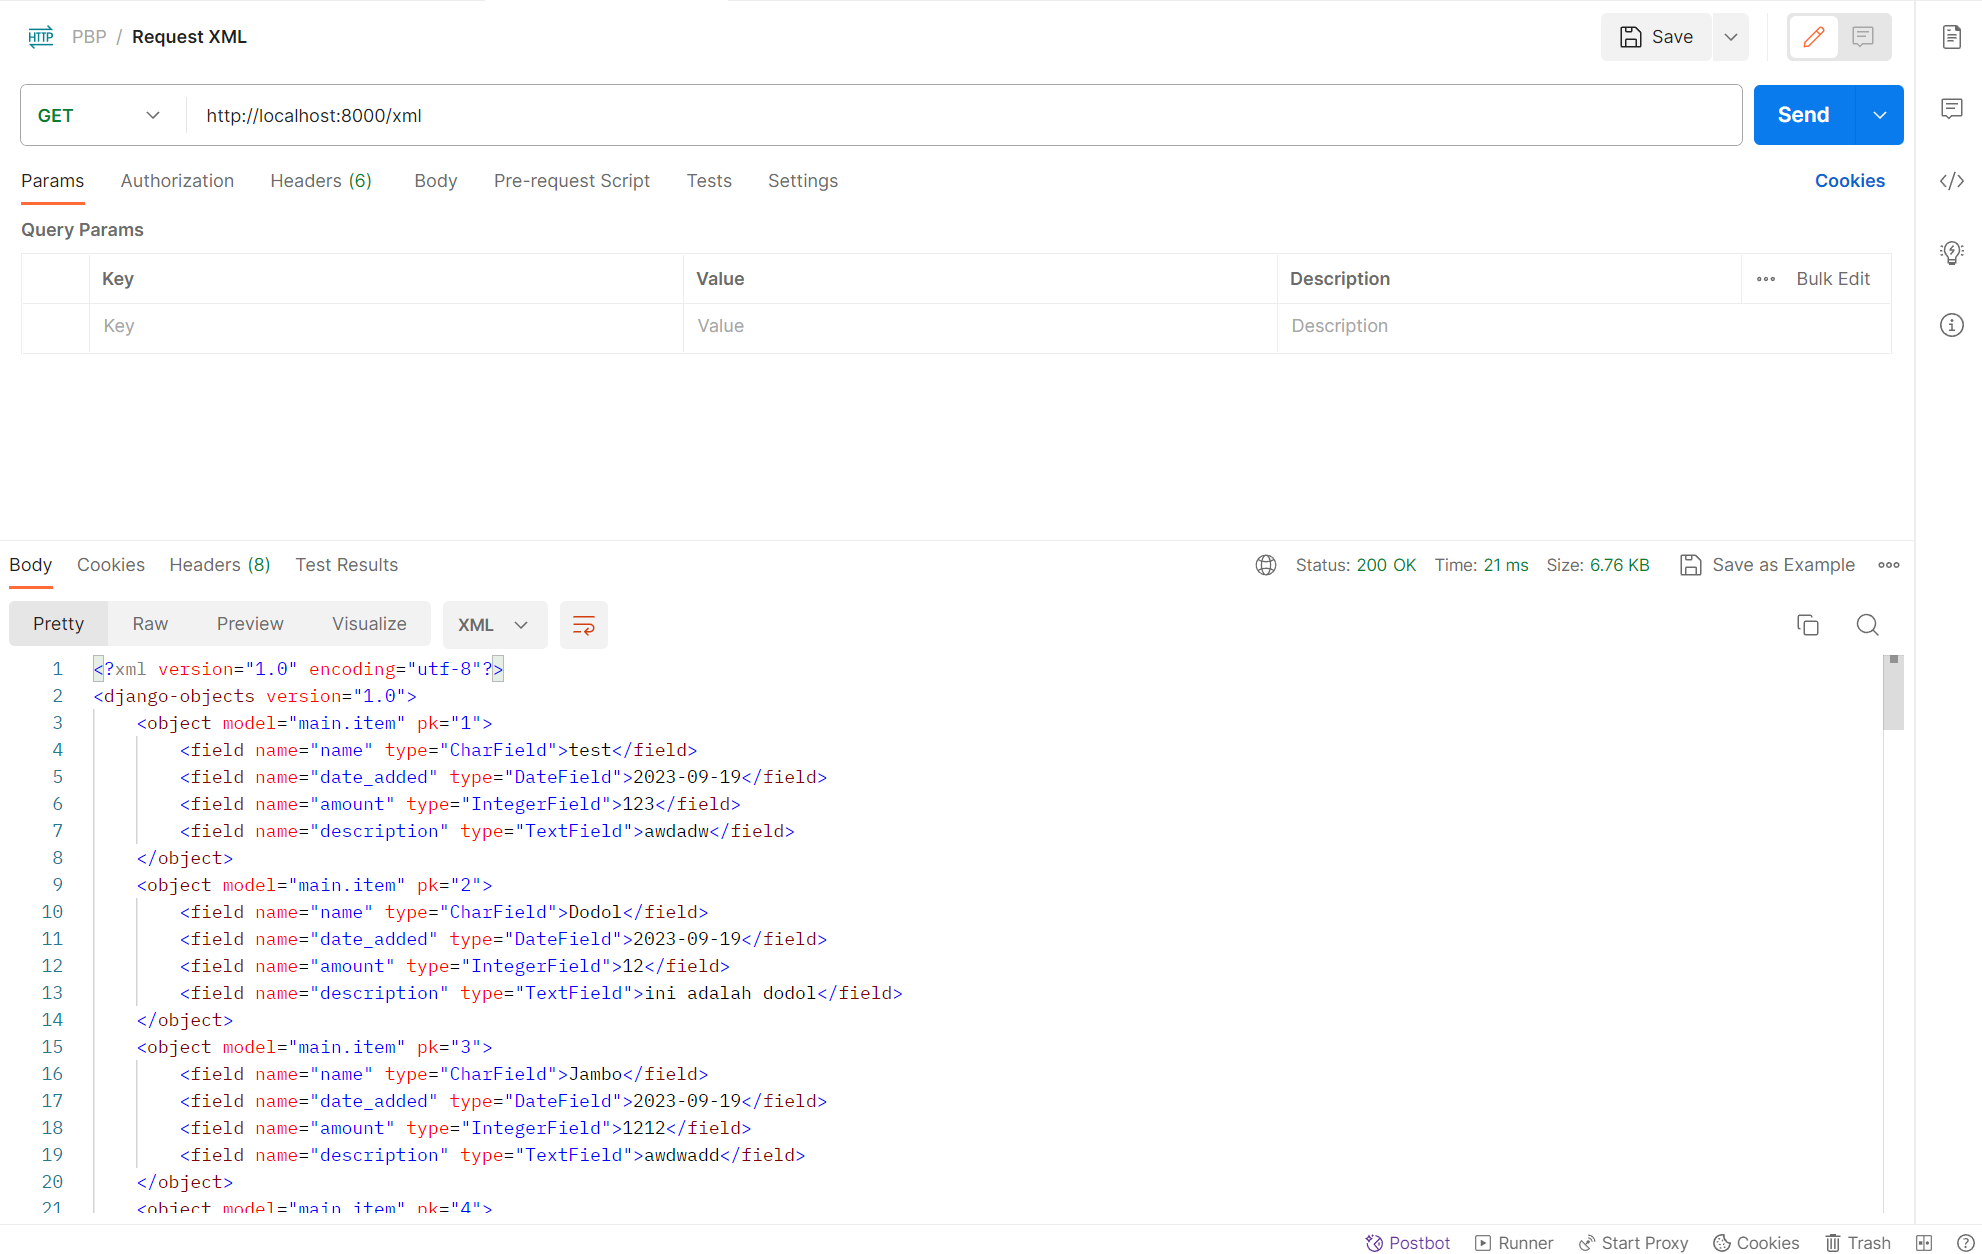 HTTP PBP / Request XML Save
GET http://localhost:8000/xml Send
Params Authorization Headers (6) Body Pre-request Script Tests Settings Cookies
Query Params
Key Value Description Bulk Edit
Key Value Description
Body Cookies Headers (8) Test Results Status: 200 OK Time: 21 ms Size: 6.76 KB Save as Example
Pretty Raw Preview Visualize XML
1 <?xml version="1.0" encoding="utf-8"?>
2 <django-objects version="1.0">
3 <object model="main.item" pk="1">
4 <field name="name" type="CharField">test</field>
5 <field name="date_added" type="DateField">2023-09-19</field>
6 <field name="amount" type="IntegerField">123</field>
7 <field name="description" type="TextField">awdadw</field>
8 </object>
9 <object model="main.item" pk="2">
10 <field name="name" type="CharField">Dodol</field>
11 <field name="date_added" type="DateField">2023-09-19</field>
12 <field name="amount" type="IntegerField">12</field>
13 <field name="description" type="TextField">ini adalah dodol</field>
14 </object>
15 <object model="main.item" pk="3">
16 <field name="name" type="CharField">Jambo</field>
17 <field name="date_added" type="DateField">2023-09-19</field>
18 <field name="amount" type="IntegerField">1212</field>
19 <field name="description" type="TextField">awdwadd</field>
20 </object>
21 <object model="main.item" pk="4">
Postbot Runner Start Proxy Cookies Trash